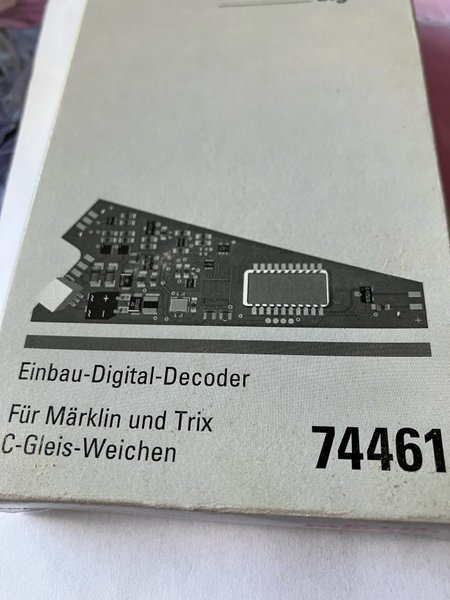 Einbau-Digital-Decoder
Für Märklin und Trix
C-Gleis-Weichen
74461